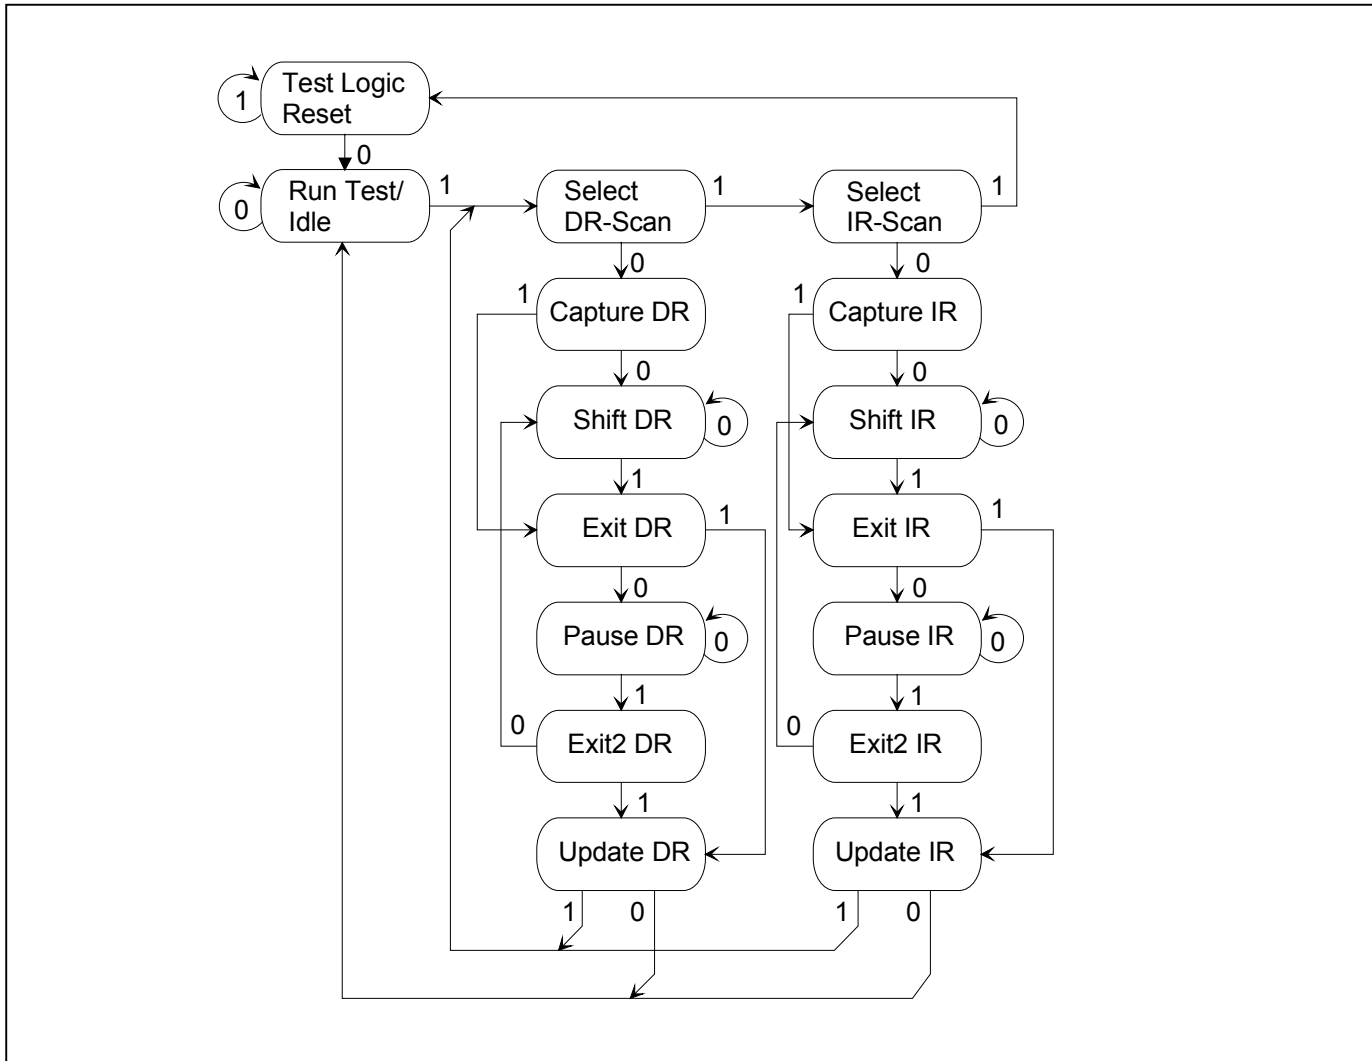 Test Logic
Reset
1
0
Run Test/
Idle
0
1
Select
DR-Scan
1
Select
IR-Scan
1
0
0
1
Capture DR
1
Capture IR
0
0
Shift DR
0
Shift IR
0
1
1
Exit DR
1
Exit IR
1
0
0
Pause DR
0
Pause IR
0
1
1
0
Exit2 DR
0
Exit2 IR
1
1
Update DR
Update IR
1
0
1
0